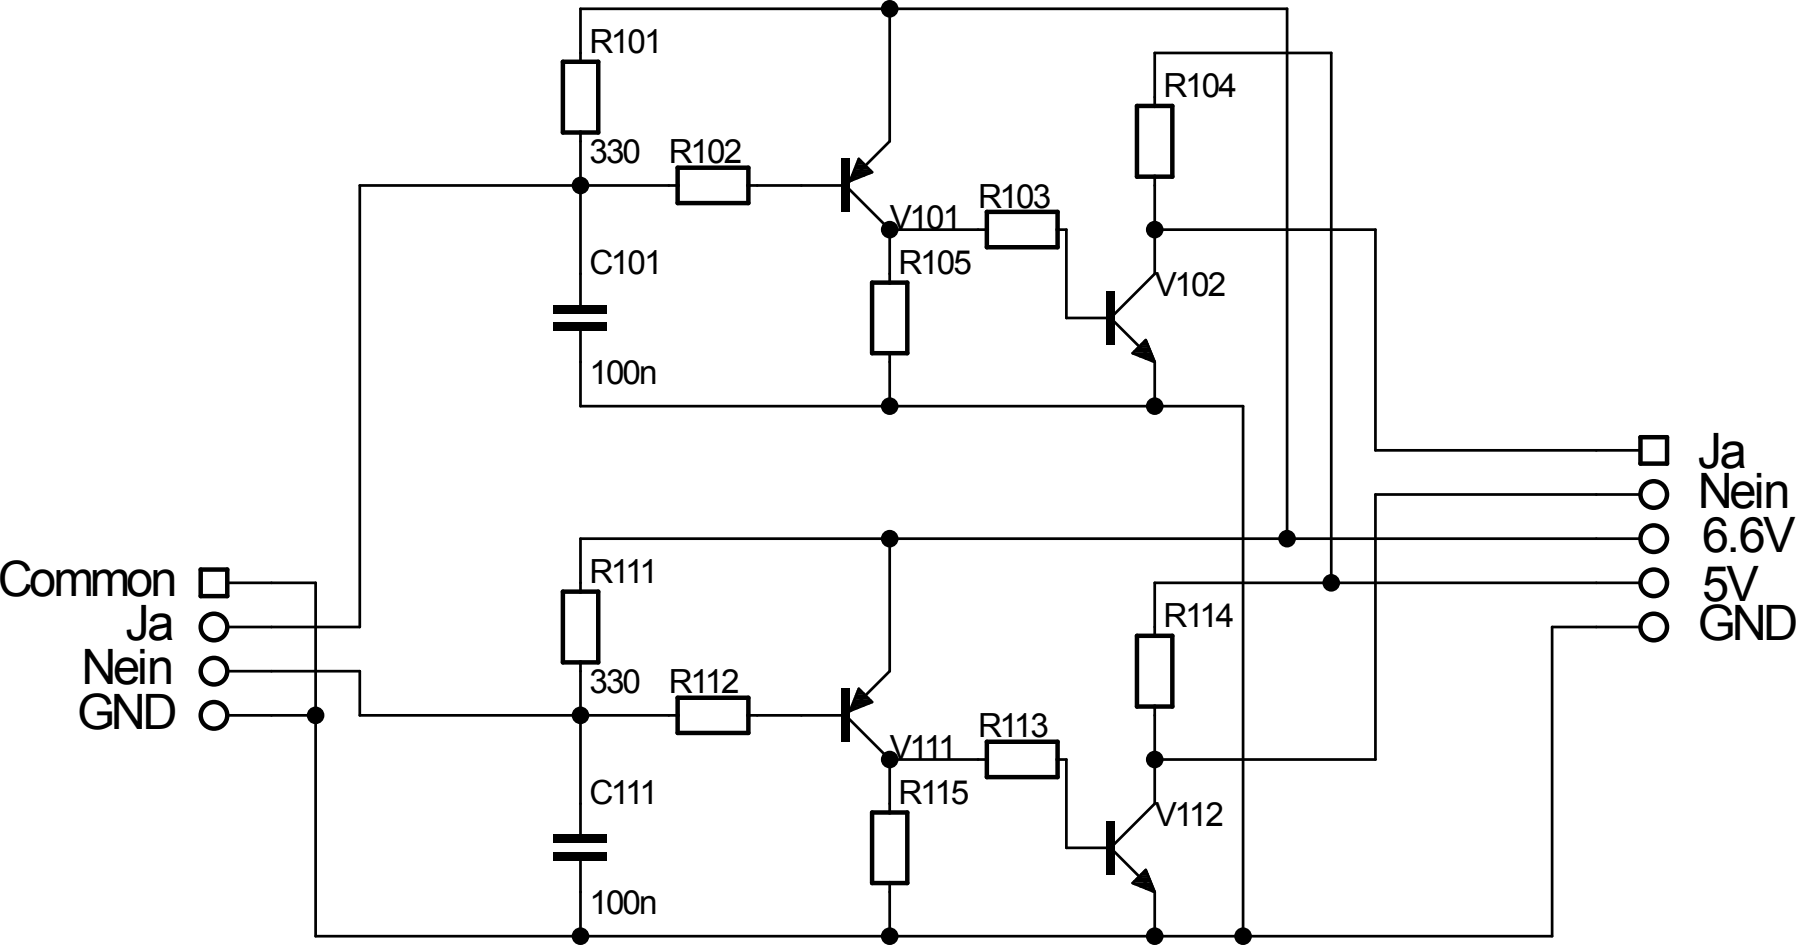 R101
330
R102
C101
100n
V101
R105
R103
R104
V102
Common
Ja
Nein
GND
R111
330
R112
C111
100n
V111
R115
R113
R114
V112
Ja
Nein
6.6V
5V
GND